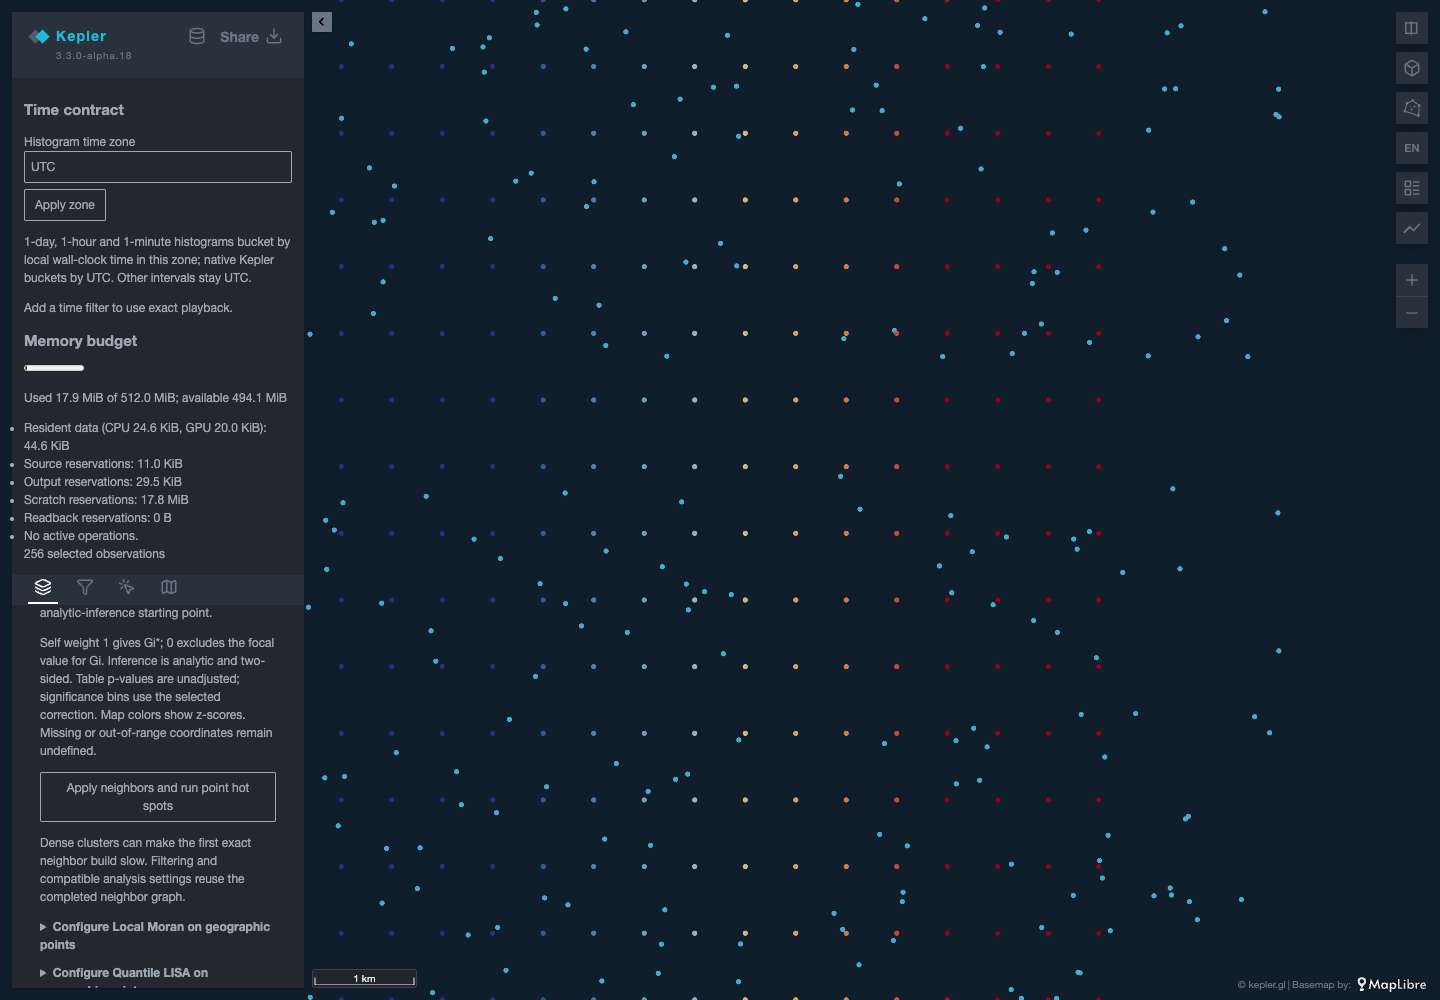 Kepler
3.3.0-alpha.18
Share
Time contract
Histogram time zone
UTC
Apply zone
1-day, 1-hour and 1-minute histograms bucket by
local wall-clock time in this zone; native Kepler
buckets by UTC. Other intervals stay UTC.
Add a time filter to use exact playback.
Memory budget
Used 17.9 MiB of 512.0 MiB; available 494.1 MiB
Resident data (CPU 24.6 KiB, GPU 20.0 KiB):
44.6 KiB
Source reservations: 11.0 KiB
Output reservations: 29.5 KiB
Scratch reservations: 17.8 MiB
Readback reservations: 0 B
No active operations.
256 selected observations
analytic-inference starting point.
Self weight 1 gives Gi*; 0 excludes the focal
value for Gi. Inference is analytic and two-
sided. Table p-values are unadjusted;
significance bins use the selected
correction. Map colors show z-scores.
Missing or out-of-range coordinates remain
undefined.
Apply neighbors and run point hot
spots
Dense clusters can make the first exact
neighbor build slow. Filtering and
compatible analysis settings reuse the
completed neighbor graph.
Configure Local Moran on geographic
points
Configure Quantile LISA on
EN
1 km
© kepler.gl | Basemap by: MapLibre